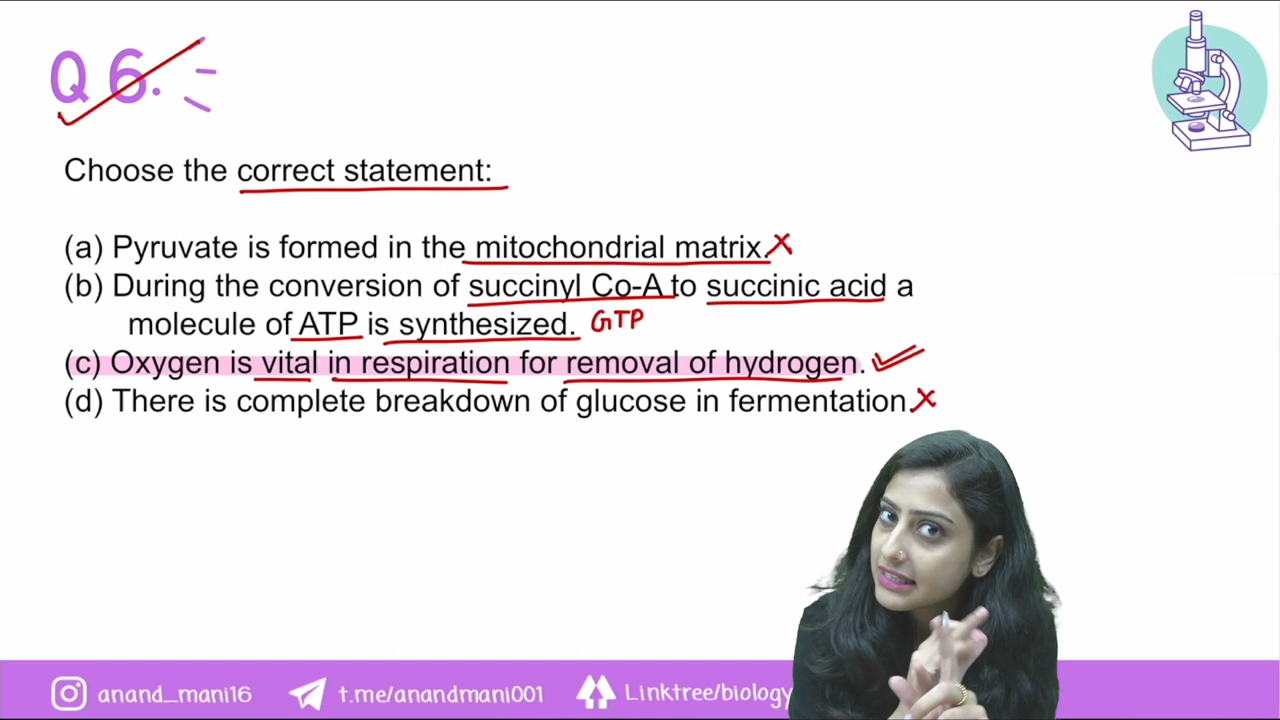 Q 6.
Choose the correct statement:
(a) Pyruvate is formed in the mitochondrial matrix.
(b) During the conversion of succinyl Co-A to succinic acid a
molecule of ATP is synthesized. GTP
(c) Oxygen is vital in respiration for removal of hydrogen.
(d) There is complete breakdown of glucose in fermentation.
anand_mani16 t.me/anandmani001 Linktree/biology